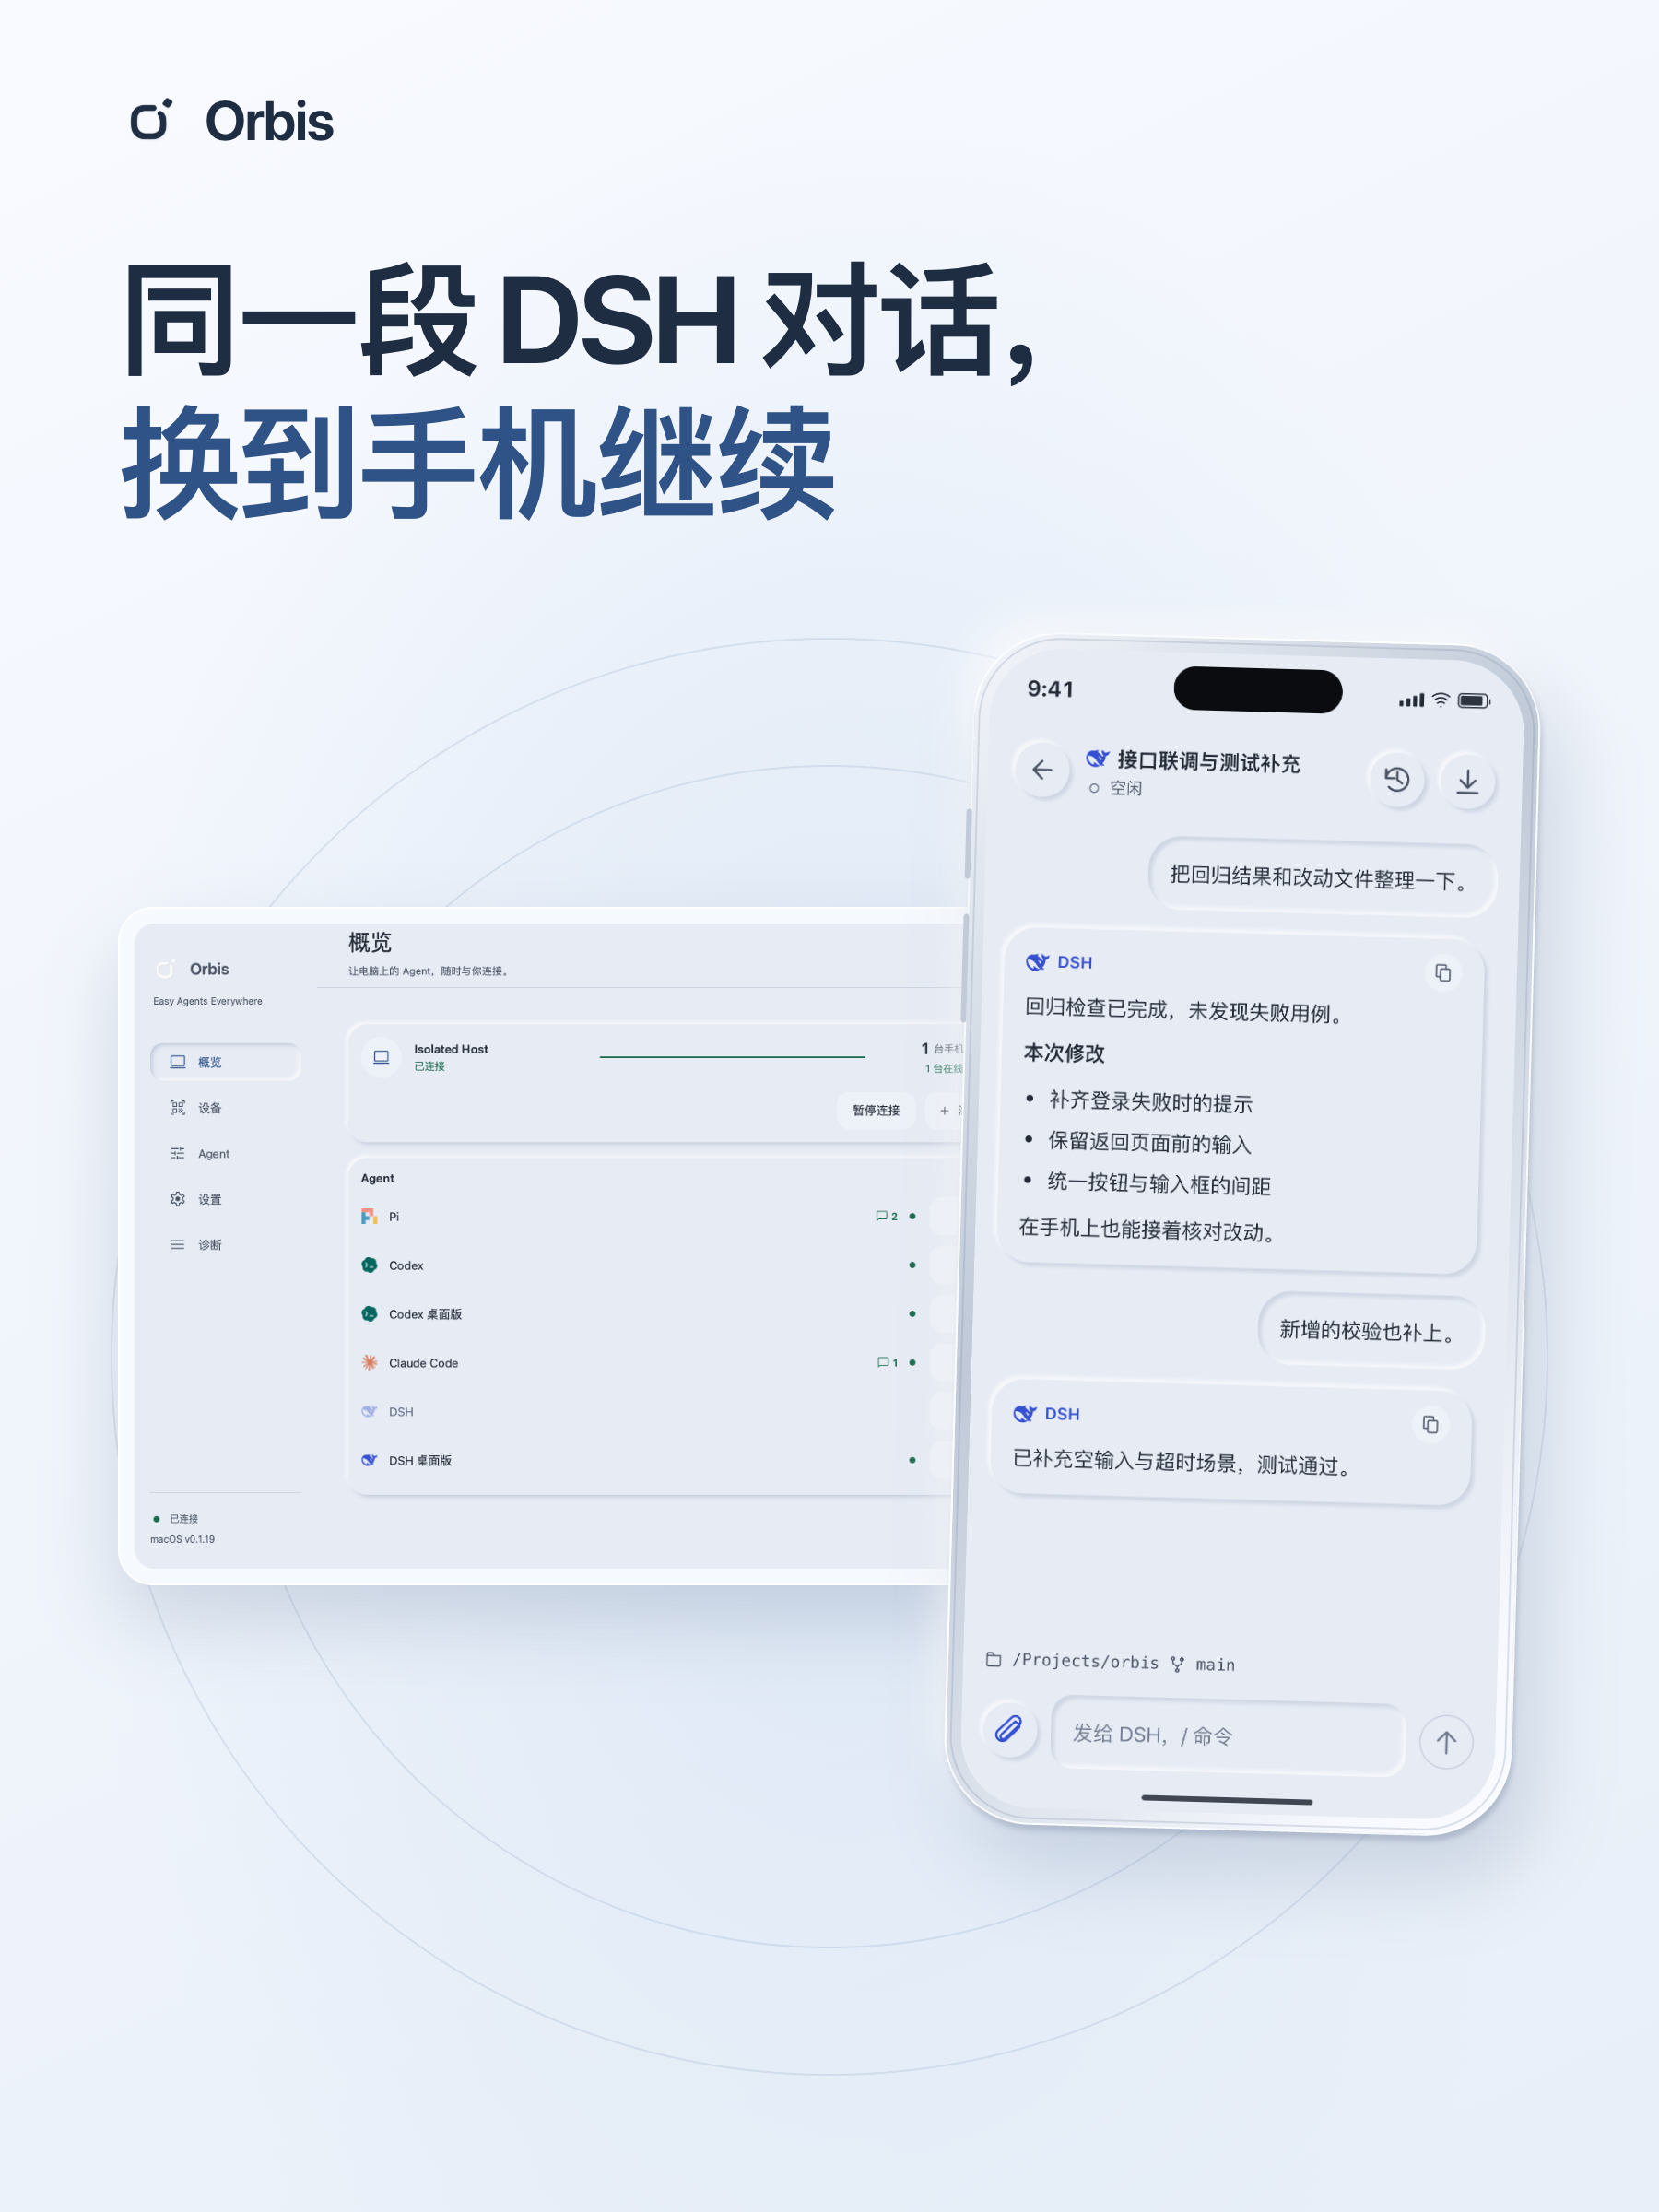 Orbis
同一段 DSH 对话，
换到手机继续
Orbis
Easy Agents Everywhere
概览
设备
Agent
设置
诊断
已连接
macOS v0.1.19
概览
让电脑上的 Agent，随时与你连接。
Isolated Host
已连接
1 台手机
1 台在线
暂停连接
+
Agent
Pi
2
Codex
Codex 桌面版
Claude Code
1
DSH
DSH 桌面版
9:41
接口联调与测试补充
空闲
把回归结果和改动文件整理一下。
DSH
回归检查已完成，未发现失败用例。
本次修改
• 补齐登录失败时的提示
• 保留返回页面前的输入
• 统一按钮与输入框的间距
在手机上也能接着核对改动。
新增的校验也补上。
DSH
已补充空输入与超时场景，测试通过。
/Projects/orbis main
发给 DSH，/ 命令